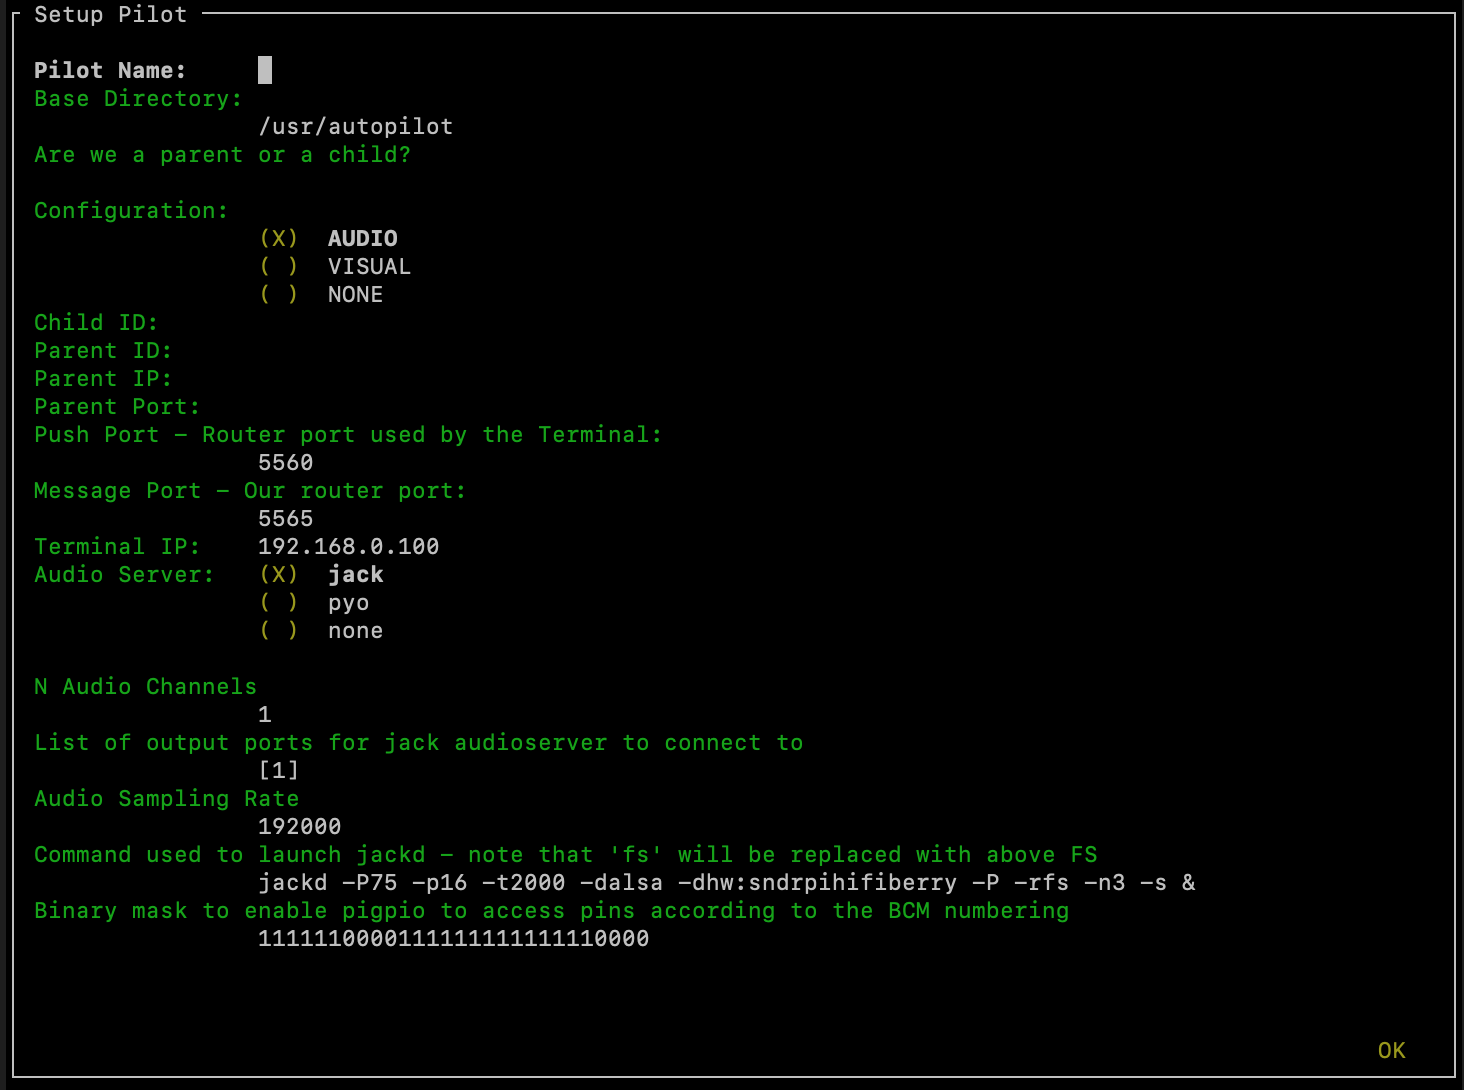 Setup Pilot
Pilot Name:
Base Directory:
/usr/autopilot
Are we a parent or a child?
Configuration:
(X) AUDIO
( ) VISUAL
( ) NONE
Child ID:
Parent ID:
Parent IP:
Parent Port:
Push Port – Router port used by the Terminal:
5560
Message Port – Our router port:
5565
Terminal IP: 192.168.0.100
Audio Server: (X) jack
( ) pyo
( ) none
N Audio Channels
1
List of output ports for jack audioserver to connect to
[1]
Audio Sampling Rate
192000
Command used to launch jackd – note that 'fs' will be replaced with above FS
jackd –P75 –p16 –t2000 –dalsa –dhw:sndrpihifiberry –P –rfs –n3 –s &
Binary mask to enable pigpio to access pins according to the BCM numbering
1111110000111111111111110000
OK